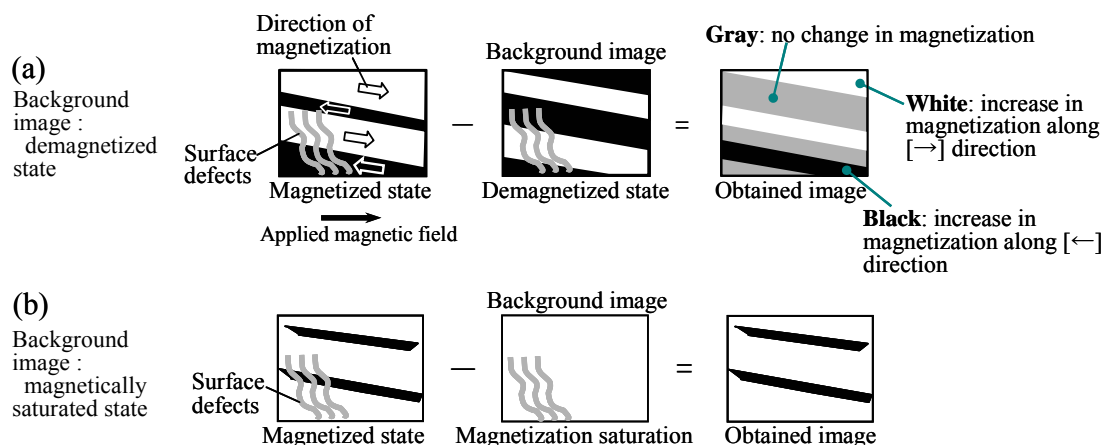 (a)
Background
image :
demagnetized
state
Direction of
magnetization
Surface
defects
Magnetized state
Applied magnetic field
Background image
Demagnetized state
=
Gray: no change in magnetization
White: increase in
magnetization along
[→] direction
Obtained image
Black: increase in
magnetization along [←]
direction
(b)
Background
image :
magnetically
saturated state
Surface
defects
Magnetized state
Background image
Magnetization saturation
=
Obtained image